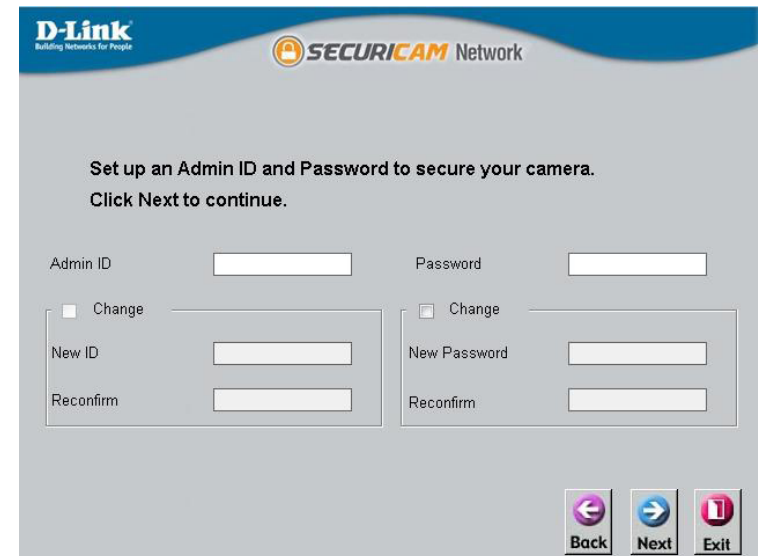 D-Link
Building Networks for People
SECURICAM Network
Set up an Admin ID and Password to secure your camera.
Click Next to continue.
Admin ID
Password
Change
Change
New ID
New Password
Reconfirm
Reconfirm
Back
Next
Exit